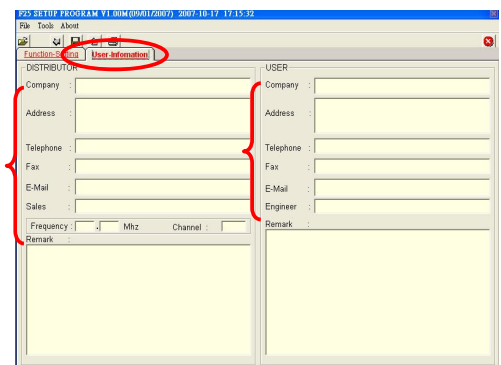 F25 SETUP PROGRAM V1.00M(09/01/2007) 2007-10-17 17:15:32
File Tools About
Function-Setting User-Infomation
DISTRIBUTOR
Company :
Address :
Telephone :
Fax :
E-Mail :
Sales :
Frequency : . Mhz Channel :
Remark :
USER
Company :
Address :
Telephone :
Fax :
E-Mail :
Engineer :
Remark :